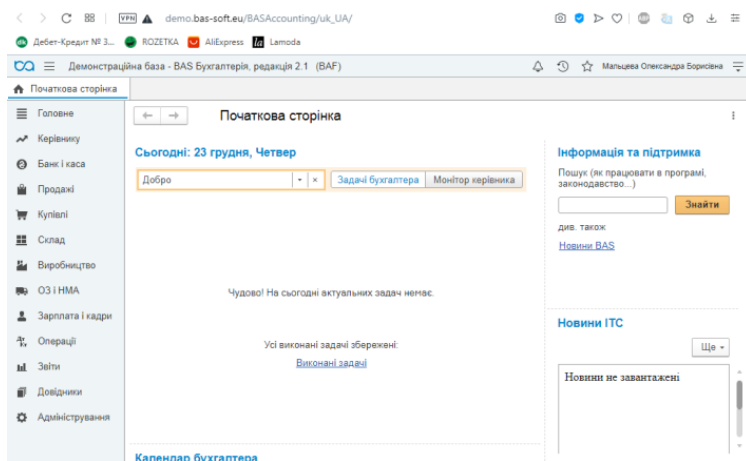 88
VPN
demo.bas-soft.eu/BASAccounting/uk_UA/
dk Дебет-Кредит № 3...
ROZETKA
AliExpress
la Lamoda
Демонстраційна база - BAS Бухгалтерія, редакція 2.1 (BAF)
Мальцева Олександра Борисівна
Початкова сторінка
Головне
Керівнику
Банк і каса
Продажі
Купівлі
Склад
Виробництво
ОЗ і НМА
Зарплата і кадри
Операції
Звіти
Довідники
Адміністрування
Початкова сторінка
Сьогодні: 23 грудня, Четвер
Добро
Задачі бухгалтера
Монітор керівника
Чудово! На сьогодні актуальних задач немає.
Усі виконані задачі збережені:
Виконані задачі
Календар бухгалтера
Інформація та підтримка
Пошук (як працювати в програмі,
законодавство...)
Знайти
див. також
Новини BAS
Новини ІТС
Ще
Новини не завантажені